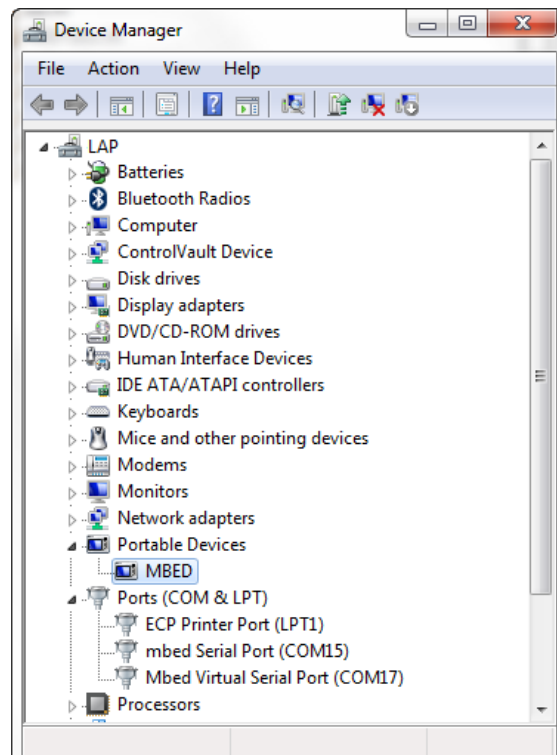 Device Manager
File Action View Help
LAP
Batteries
Bluetooth Radios
Computer
ControlVault Device
Disk drives
Display adapters
DVD/CD-ROM drives
Human Interface Devices
IDE ATA/ATAPI controllers
Keyboards
Mice and other pointing devices
Modems
Monitors
Network adapters
Portable Devices
MBED
Ports (COM & LPT)
ECP Printer Port (LPT1)
mbed Serial Port (COM15)
Mbed Virtual Serial Port (COM17)
Processors